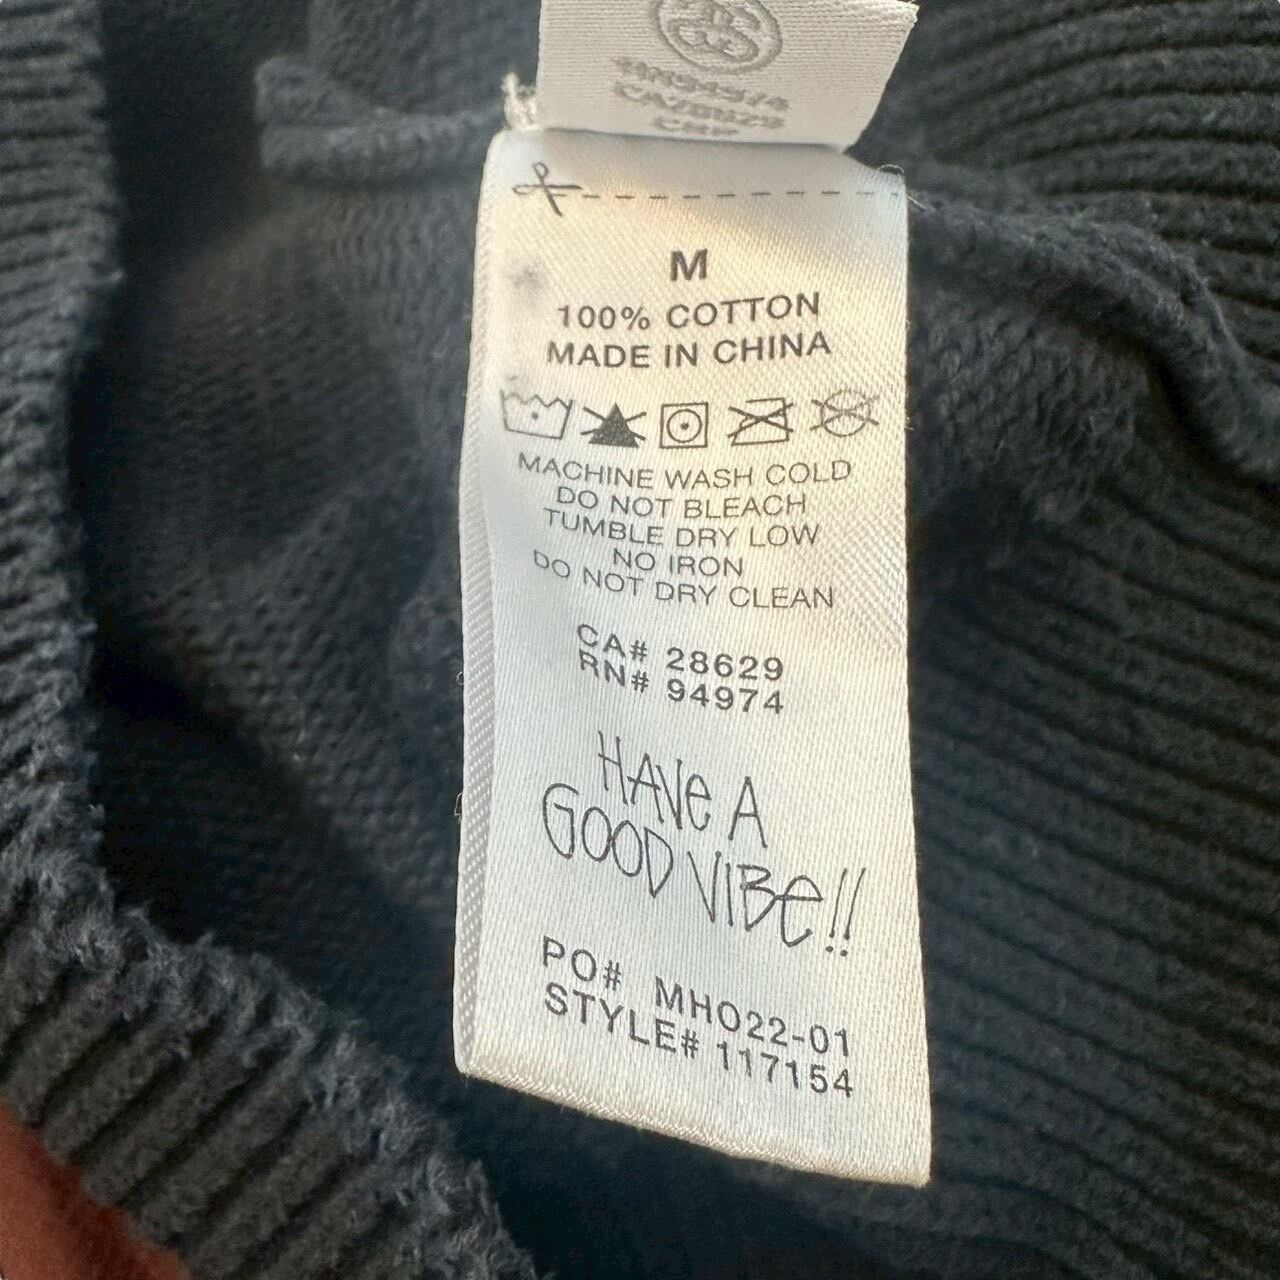 M
100% COTTON
MADE IN CHINA
MACHINE WASH COLD
DO NOT BLEACH
TUMBLE DRY LOW
NO IRON
DO NOT DRY CLEAN
CA# 28629
RN# 94974
HAVE A
GOOD VIBE!!
PO# MHO22-01
STYLE# 117154